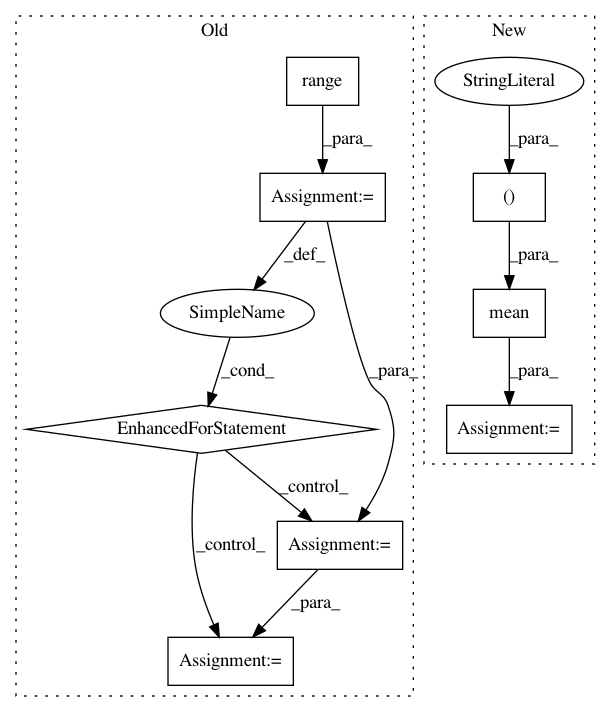 Old
New
range
StringLiteral
_para_
_para_
Assignment:=
()
_def_
_para_
SimpleName
mean
_cond_
_para_
_para_
EnhancedForStatement
Assignment:=
_control_
_control_
Assignment:=
_para_
Assignment:=